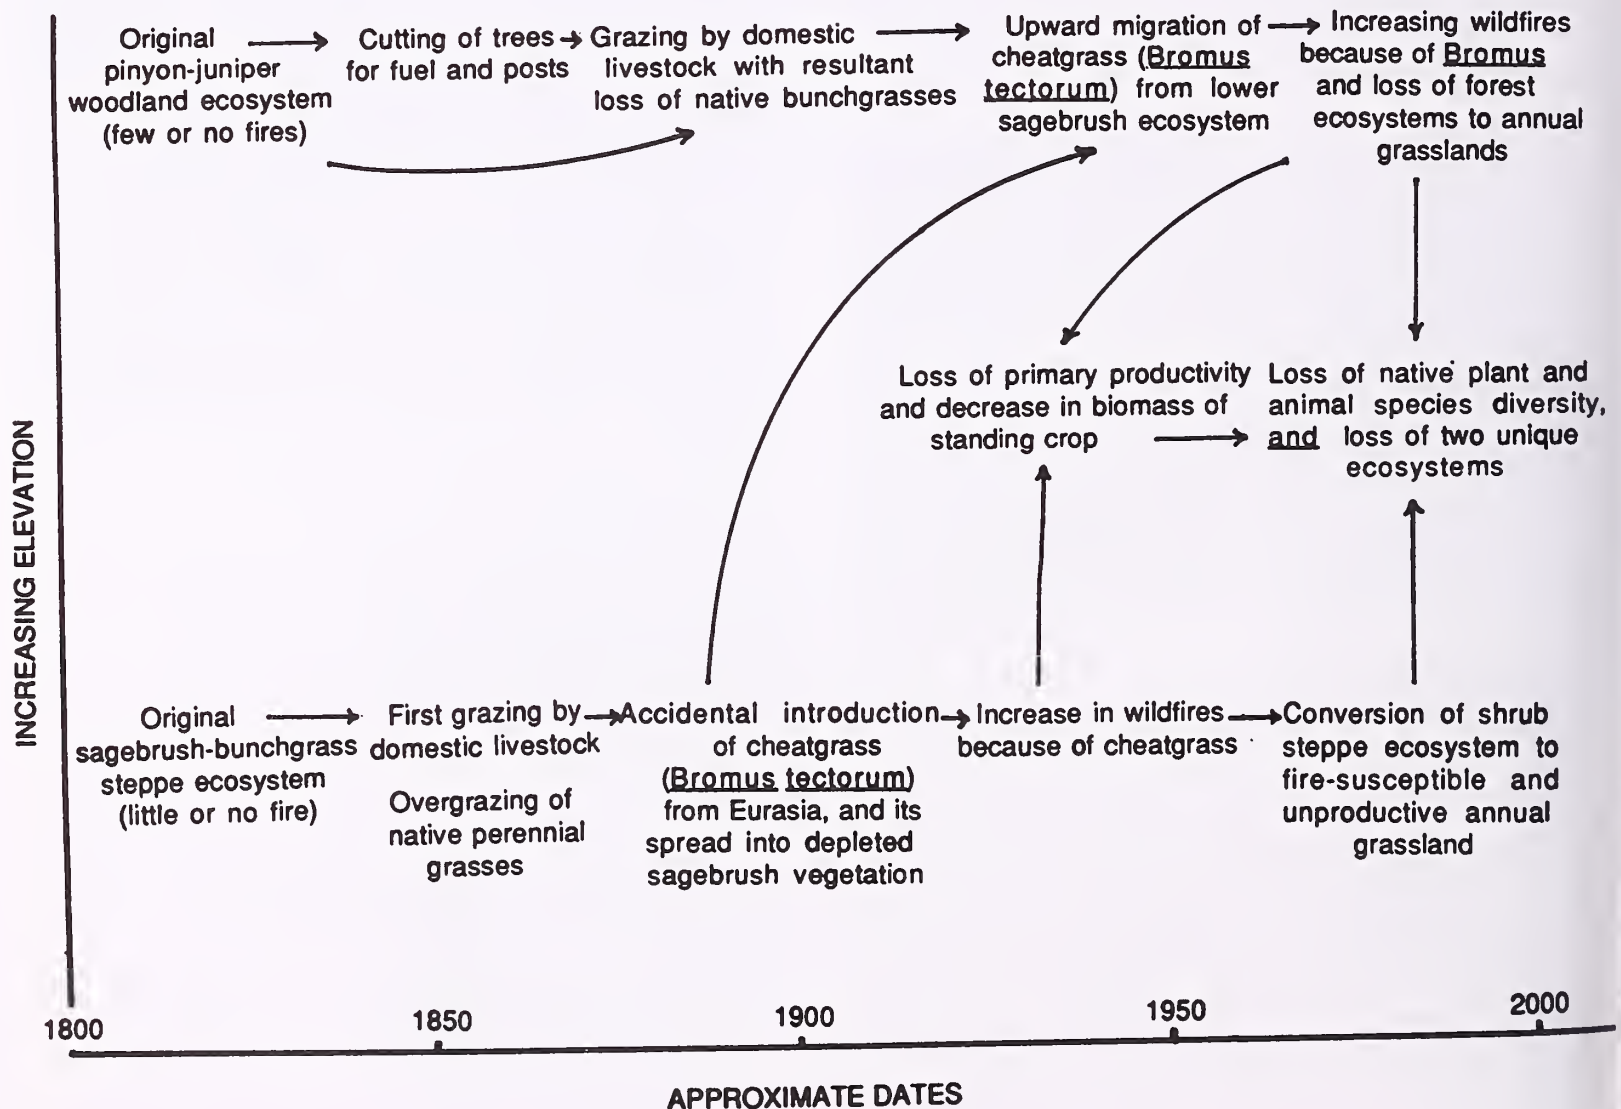 Original
pinyon-juniper
woodland ecosystem
(few or no fires)
Cutting of trees
for fuel and posts
Grazing by domestic
livestock with resultant
loss of native bunchgrasses
Upward migration of
cheatgrass (Bromus
tectorum) from lower
sagebrush ecosystem
Increasing wildfires
because of Bromus
and loss of forest
ecosystems to annual
grasslands
Loss of primary productivity
and decrease in biomass of
standing crop
Loss of native plant and
animal species diversity,
and loss of two unique
ecosystems
INCREASING ELEVATION
Original
sagebrush-bunchgrass
steppe ecosystem
(little or no fire)
First grazing by
domestic livestock
Overgrazing of
native perennial
grasses
Accidental introduction
of cheatgrass
(Bromus tectorum)
from Eurasia, and its
spread into depleted
sagebrush vegetation
Increase in wildfires
because of cheatgrass
Conversion of shrub
steppe ecosystem to
fire-susceptible and
unproductive annual
grassland
1800
1850
1900
1950
2000
APPROXIMATE DATES